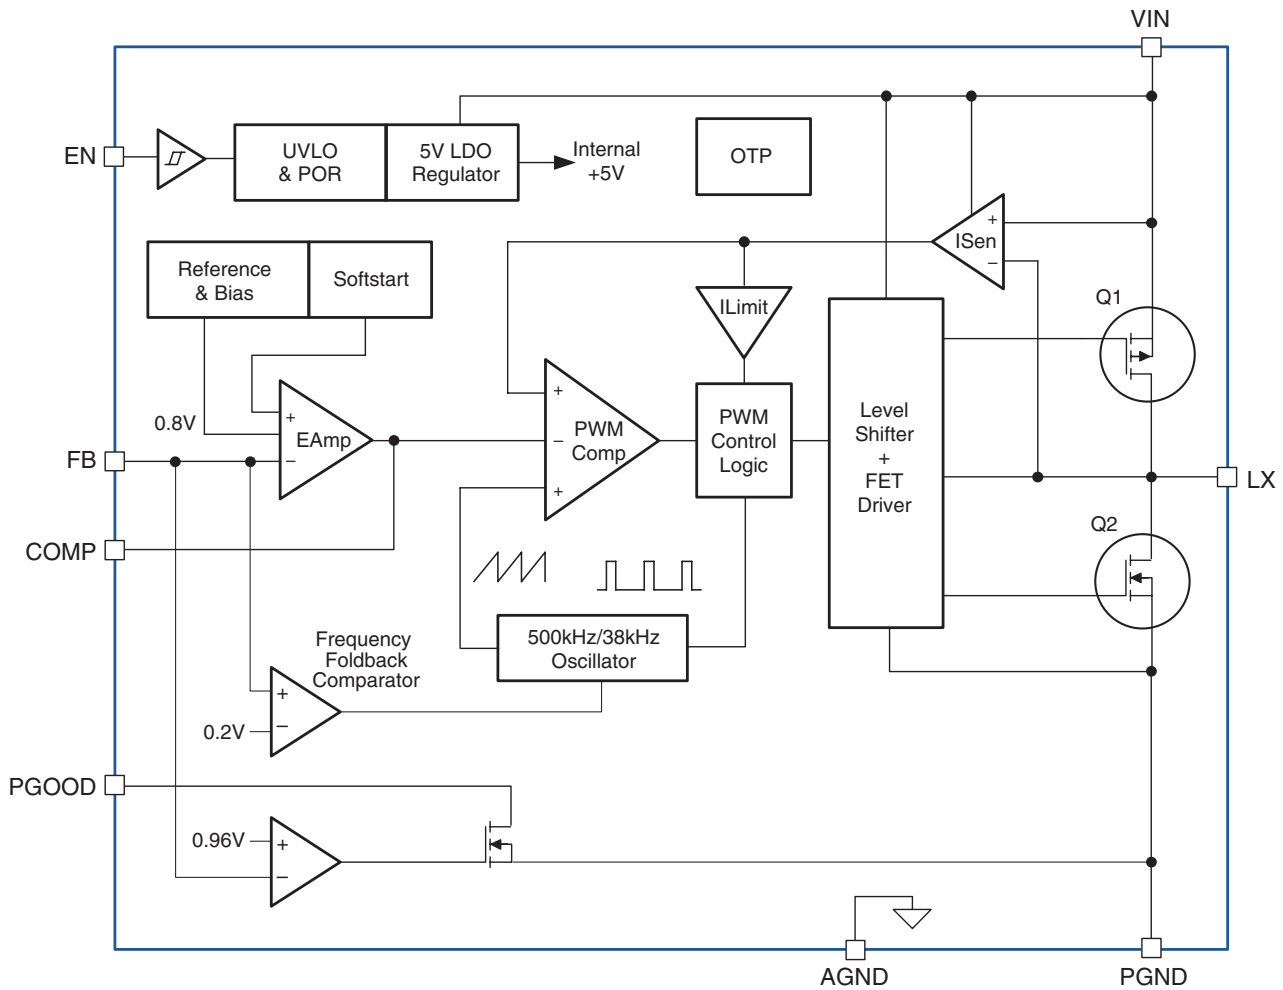 VIN
EN
UVLO
& POR
5V LDO
Regulator
Internal
+5V
OTP
Reference
& Bias
Softstart
ISen
+
−
ILimit
Q1
0.8V
+
EAmp
−
FB
+
PWM
Comp
−
+
PWM
Control
Logic
Level
Shifter
+
FET
Driver
LX
Q2
COMP
500kHz/38kHz
Oscillator
Frequency
Foldback
Comparator
+
0.2V
−
PGOOD
0.96V
+
−
AGND
PGND